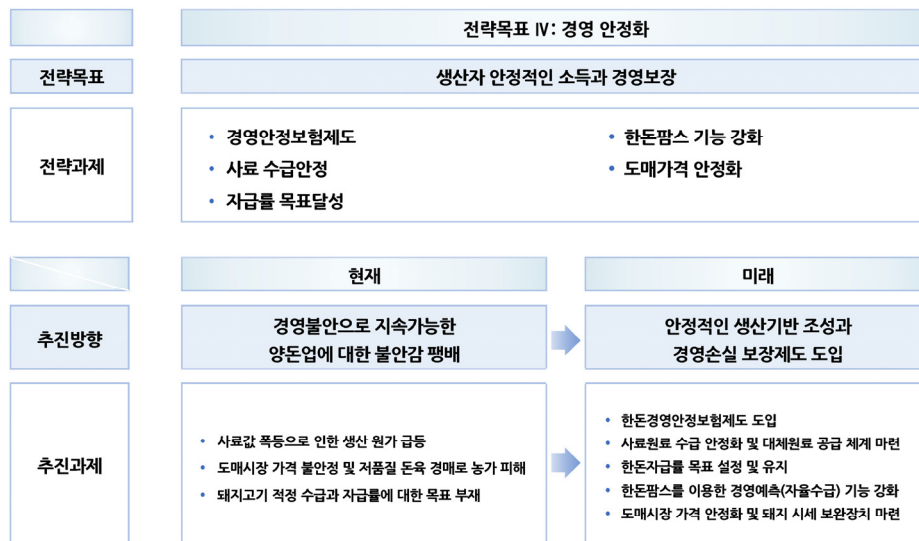 전략목표 Ⅳ: 경영 안정화
전략목표
생산자 안정적인 소득과 경영보장
전략과제
• 경영안정보험제도
• 사료 수급안정
• 자급률 목표달성
• 한돈팜스 기능 강화
• 도매가격 안정화
현재
미래
추진방향
경영불안으로 지속가능한
양돈업에 대한 불안감 팽배
안정적인 생산기반 조성과
경영손실 보장제도 도입
추진과제
• 사료값 폭등으로 인한 생산 원가 급등
• 도매시장 가격 불안정 및 저품질 돈육 경매로 농가 피해
• 돼지고기 적정 수급과 자급률에 대한 목표 부재
• 한돈경영안정보험제도 도입
• 사료원료 수급 안정화 및 대체원료 공급 체계 마련
• 한돈자급률 목표 설정 및 유지
• 한돈팜스를 이용한 경영예측(자율수급) 기능 강화
• 도매시장 가격 안정화 및 돼지 시세 보완장치 마련